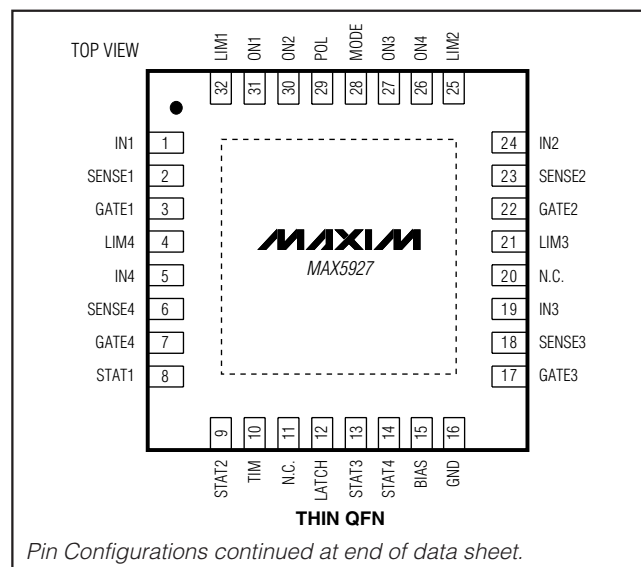 TOP VIEW
LIM1 ON1 ON2 POL MODE ON3 ON4 LIM2
32 31 30 29 28 27 26 25
IN1 1 24 IN2
SENSE1 2 23 SENSE2
GATE1 3 22 GATE2
LIM4 4 21 LIM3
MAXIM
MAX5927
IN4 5 20 N.C.
SENSE4 6 19 IN3
GATE4 7 18 SENSE3
STAT1 8 17 GATE3
9 10 11 12 13 14 15 16
STAT2 TIM N.C. LATCH STAT3 STAT4 BIAS GND
THIN QFN
Pin Configurations continued at end of data sheet.